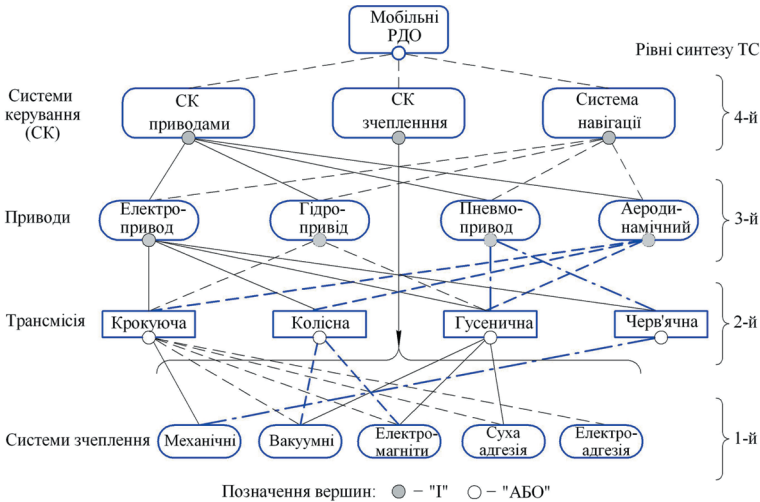 Мобільні
РДО
Рівні синтезу ТС
Системи
керування
(СК)
СК
приводами
СК
зчепленння
Система
навігації
4-й
Приводи
Електро-
привод
Гідро-
привід
Пневмо-
привод
Аероди-
намічний
3-й
Трансмісія
Крокуюча
Колісна
Гусенична
Черв'ячна
2-й
Системи зчеплення
Механічні
Вакуумні
Електро-
магніти
Суха
адгезія
Електро-
адгезія
1-й
Позначення вершин:
– "І"
– "АБО"